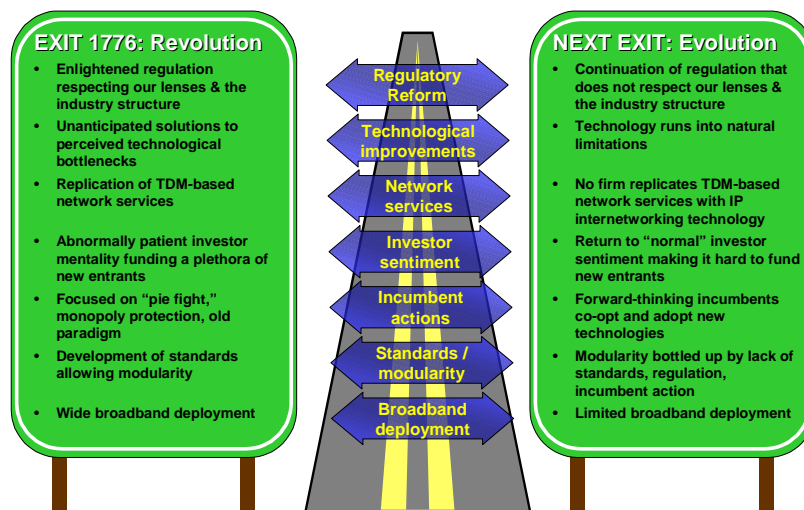 EXIT 1776: Revolution
• Enlightened regulation
respecting our lenses & the
industry structure
• Unanticipated solutions to
perceived technological
bottlenecks
• Replication of TDM-based
network services
• Abnormally patient investor
mentality funding a plethora of
new entrants
• Focused on “pie fight,”
monopoly protection, old
paradigm
• Development of standards
allowing modularity
• Wide broadband deployment
Regulatory
Reform
Technological
improvements
Network
services
Investor
sentiment
Incumbent
actions
Standards /
modularity
Broadband
deployment
NEXT EXIT: Evolution
• Continuation of regulation that
does not respect our lenses &
the industry structure
• Technology runs into natural
limitations
• No firm replicates TDM-based
network services with IP
internetworking technology
• Return to “normal” investor
sentiment making it hard to fund
new entrants
• Forward-thinking incumbents
co-opt and adopt new
technologies
• Modularity bottled up by lack of
standards, regulation,
incumbent action
• Limited broadband deployment